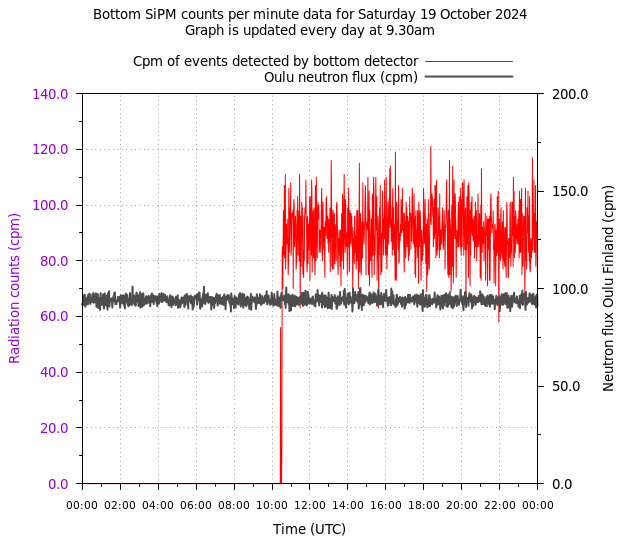 Bottom SiPM counts per minute data for Saturday 19 October 2024
Graph is updated every day at 9.30am
Cpm of events detected by bottom detector
Oulu neutron flux (cpm)
140.0
120.0
100.0
80.0
60.0
40.0
20.0
0.0
Radiation counts (cpm)
200.0
150.0
100.0
50.0
0.0
Neutron flux Oulu Finland (cpm)
00:00 02:00 04:00 06:00 08:00 10:00 12:00 14:00 16:00 18:00 20:00 22:00 00:00
Time (UTC)